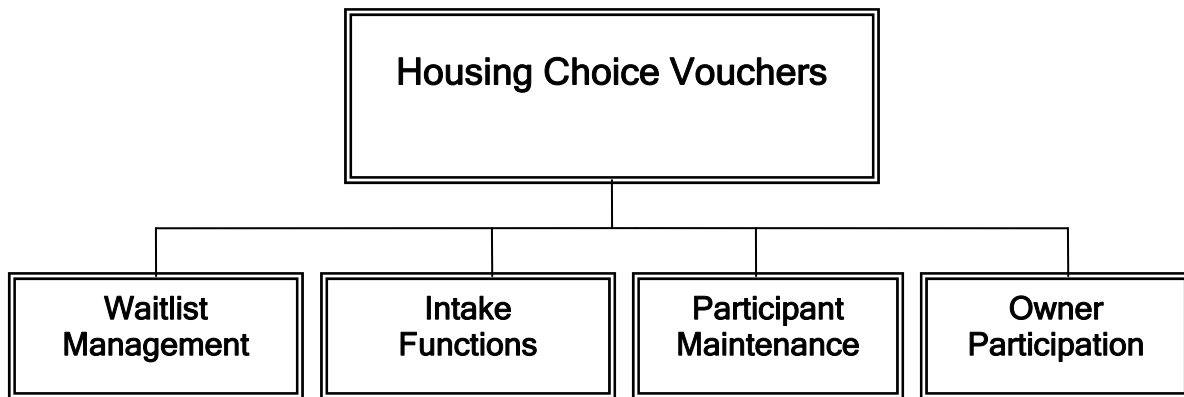 Housing Choice Vouchers
Waitlist
Management
Intake
Functions
Participant
Maintenance
Owner
Participation